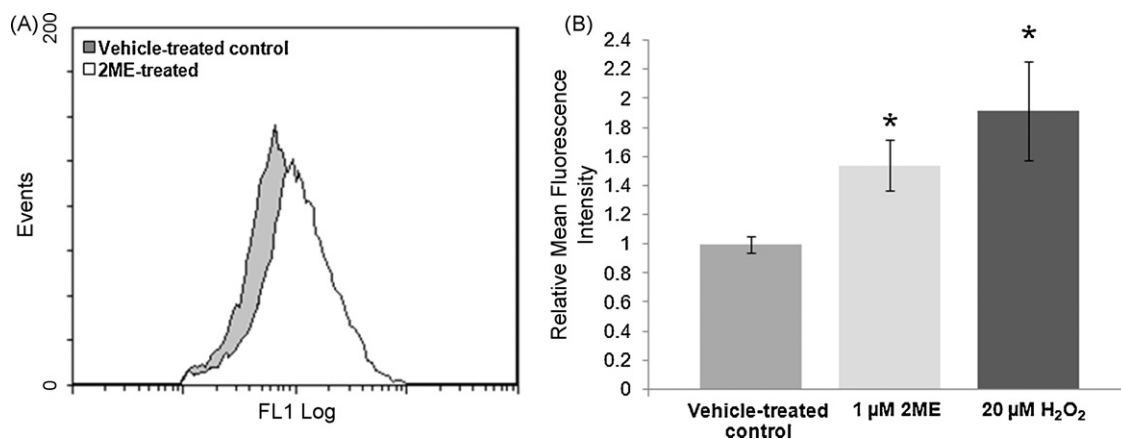 (A)
200
Vehicle-treated control
2ME-treated
Events
0
FL1 Log
(B)
Relative Mean Fluorescence
Intensity
2.4
2.2
2
1.8
1.6
1.4
1.2
1
0.8
0.6
0.4
0.2
0
*
*
Vehicle-treated
control
1 µM 2ME
20 µM H₂O₂